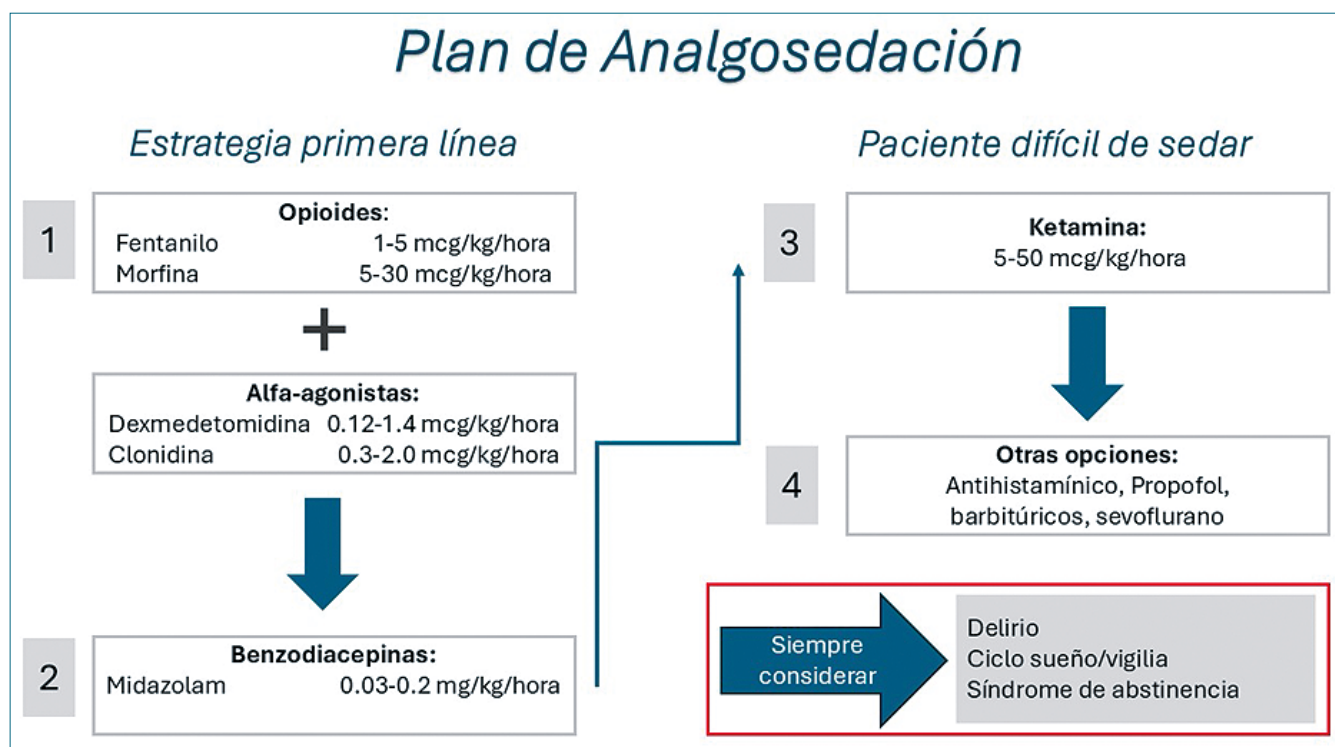 Plan de Analgosedación
Estrategia primera línea
1
Opioides:
Fentanilo 1-5 mcg/kg/hora
Morfina 5-30 mcg/kg/hora
+
Alfa-agonistas:
Dexmedetomidina 0.12-1.4 mcg/kg/hora
Clonidina 0.3-2.0 mcg/kg/hora
2
Benzodiacepinas:
Midazolam 0.03-0.2 mg/kg/hora
Paciente difícil de sedar
3
Ketamina:
5-50 mcg/kg/hora
4
Otras opciones:
Antihistamínico, Propofol,
barbitúricos, sevoflurano
Siempre
considerar
Delirio
Ciclo sueño/vigilia
Síndrome de abstinencia